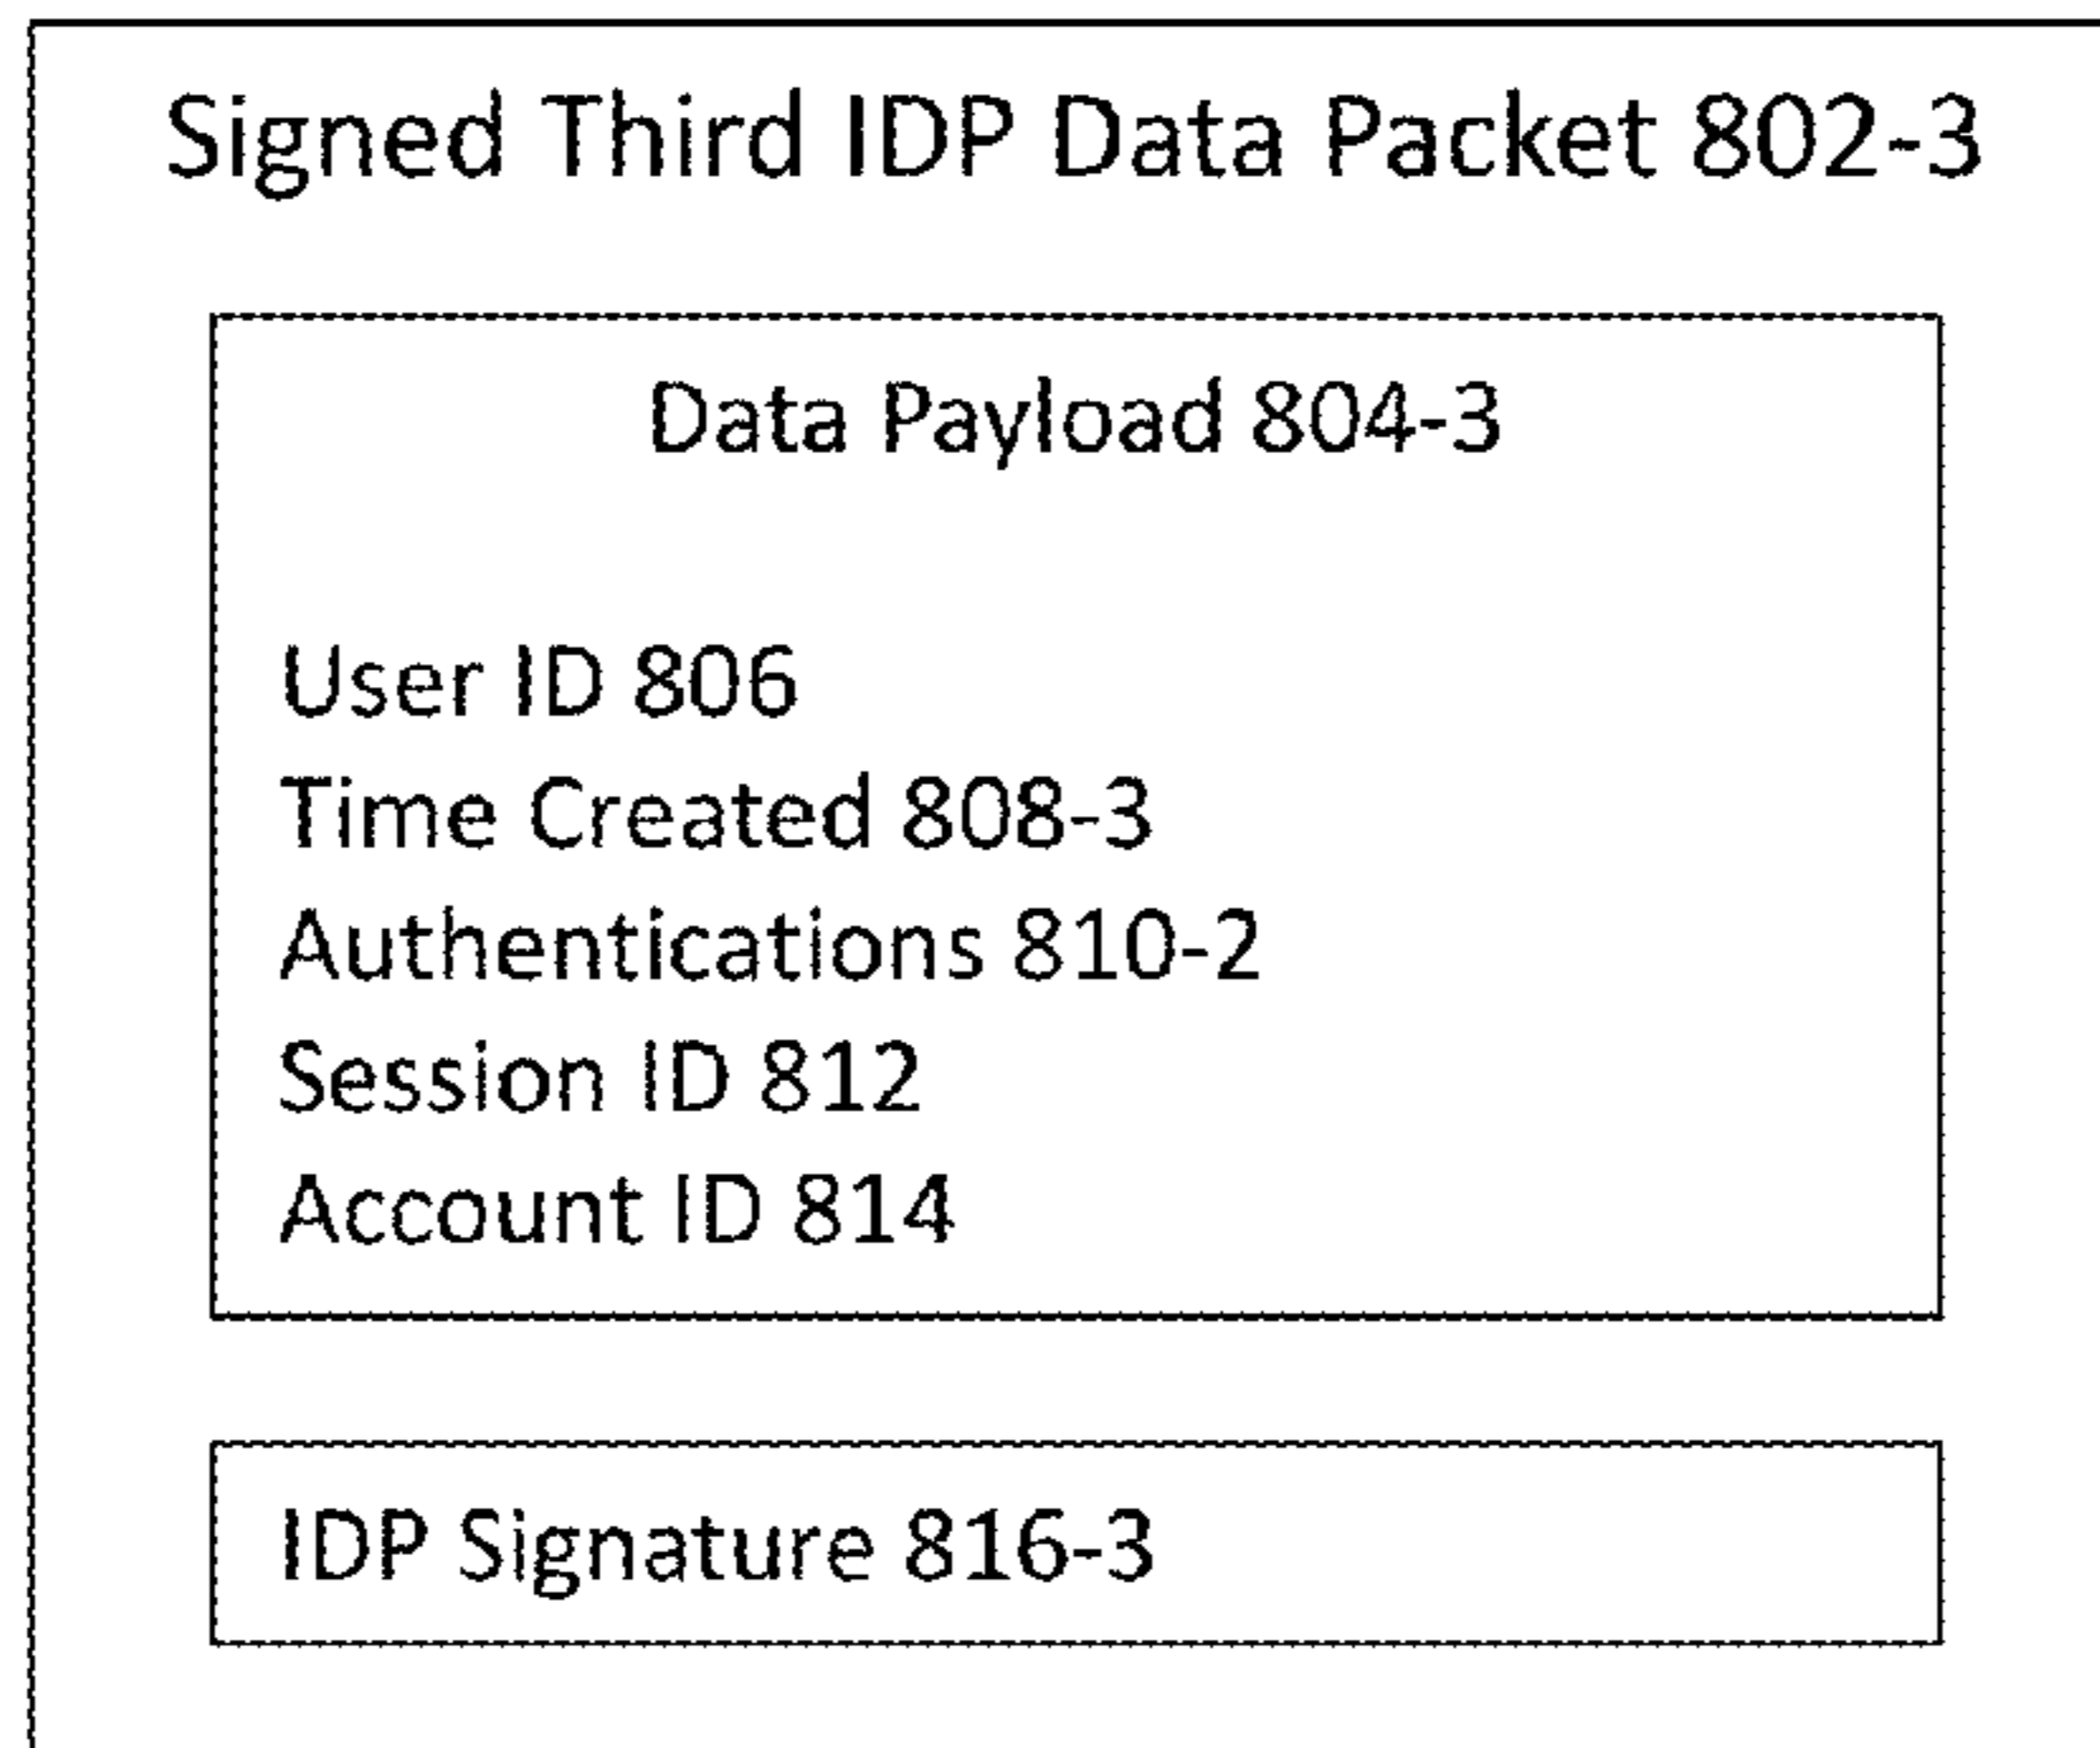 Signed Third IDP Data Packet 802-3
Data Payload 804-3
User ID 806
Time Created 808-3
Authentications 810-2
Session ID 812
Account ID 814
IDP Signature 816-3